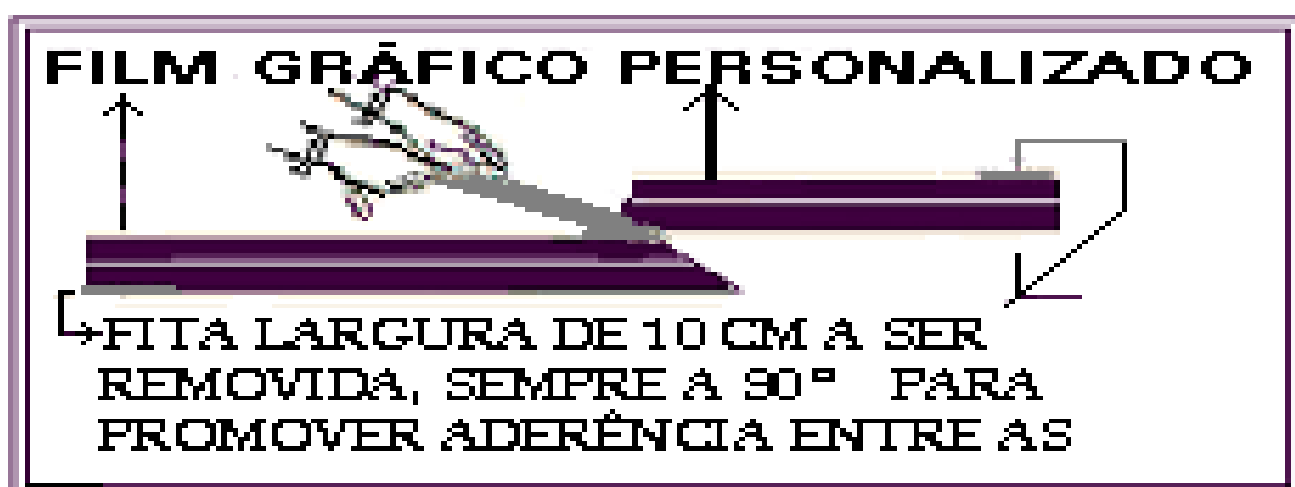 FILM GRÁFICO PERSONALIZADO
FITA LARGURA DE 10 CM A SER
REMOVIDA, SEMPRE A 90° PARA
PROMOVER ADERÊNCIA ENTRE AS